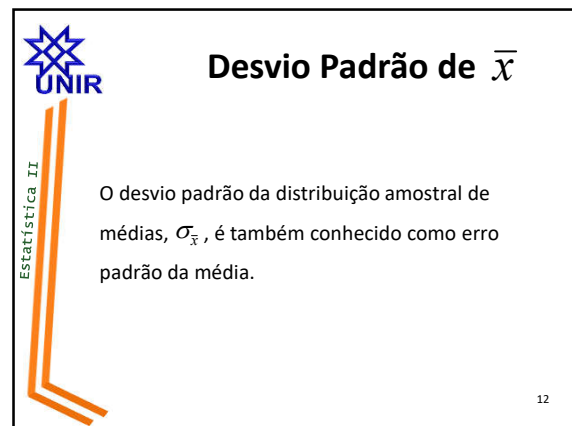 UNIR
Desvio Padrão de x̄
Estatística II
O desvio padrão da distribuição amostral de
médias, σx̄ , é também conhecido como erro
padrão da média.
12